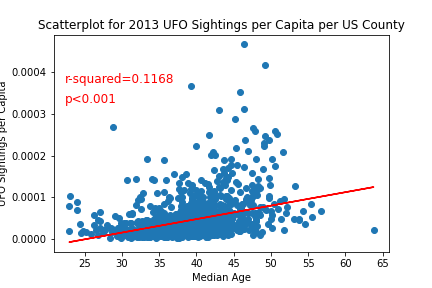 Scatterplot for 2013 UFO Sightings per Capita per US County
r-squared=0.1168
p<0.001
UFO Sightings per Capita
0.0004
0.0003
0.0002
0.0001
0.0000
25 30 35 40 45 50 55 60 65
Median Age